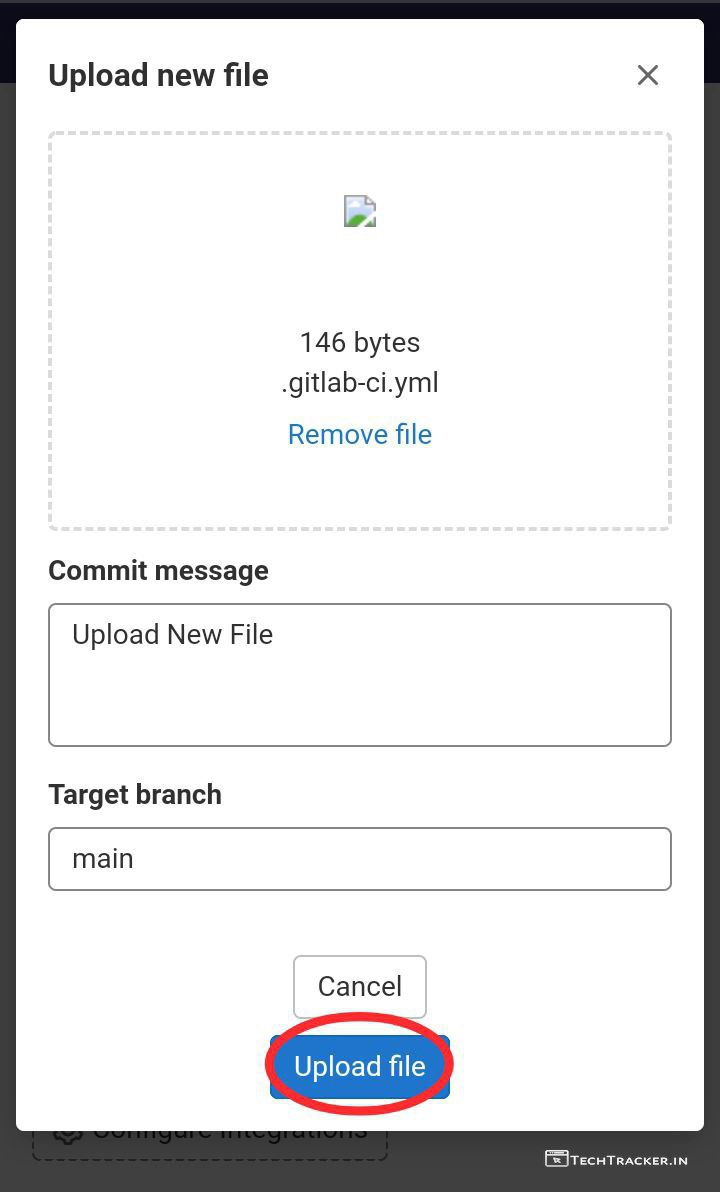 Upload new file
146 bytes
.gitlab-ci.yml
Remove file
Commit message
Upload New File
Target branch
main
Cancel
Upload file
Configure Integrations
TECHTRACKER.IN